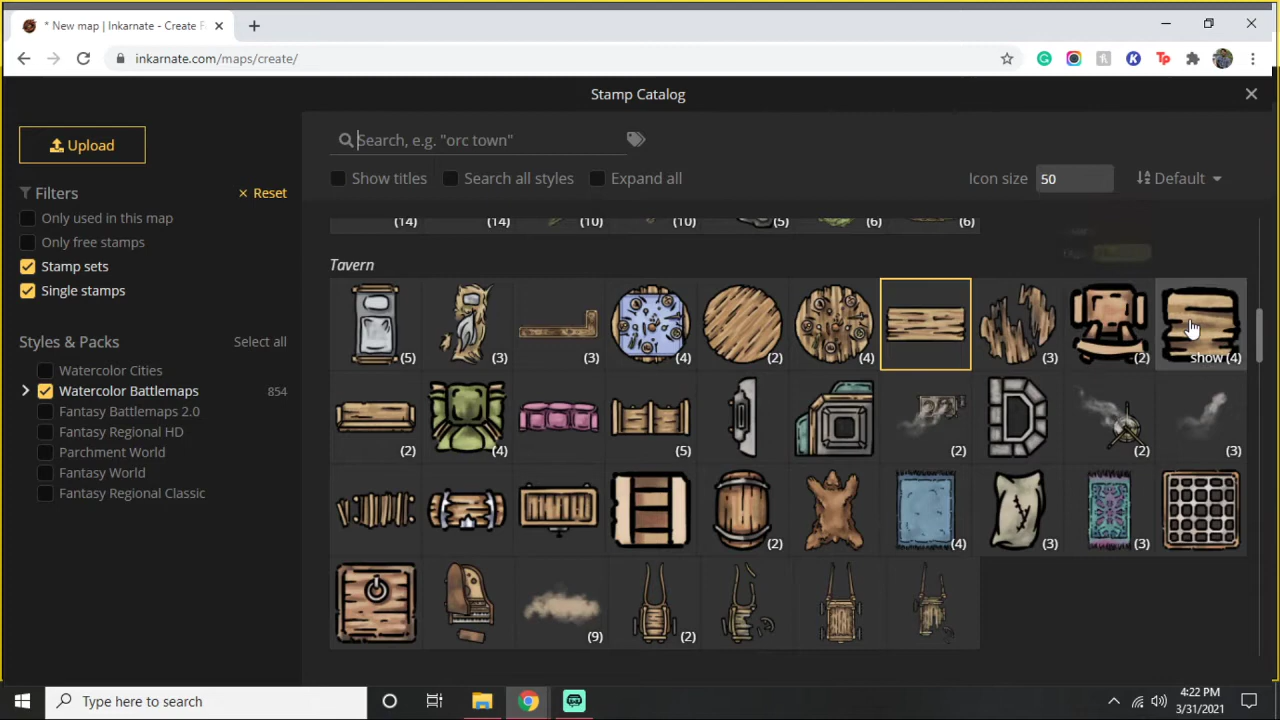 * New map | Inkarnate - Create F
inkarnate.com/maps/create/
Stamp Catalog
Upload
Search, e.g. "orc town"
Show titles
Search all styles
Expand all
Icon size
50
Default
Filters
Reset
Only used in this map
Only free stamps
Stamp sets
Single stamps
Styles & Packs
Select all
Watercolor Cities
Watercolor Battlemaps
854
Fantasy Battlemaps 2.0
Fantasy Regional HD
Parchment World
Fantasy World
Fantasy Regional Classic
(14)
(14)
(10)
(10)
(5)
(6)
(6)
Tavern
(5)
(3)
(3)
(4)
(2)
(4)
(3)
(2)
show (4)
(2)
(4)
(5)
(2)
(2)
(3)
(2)
(4)
(3)
(3)
(9)
(2)
Type here to search
4:22 PM
3/31/2021